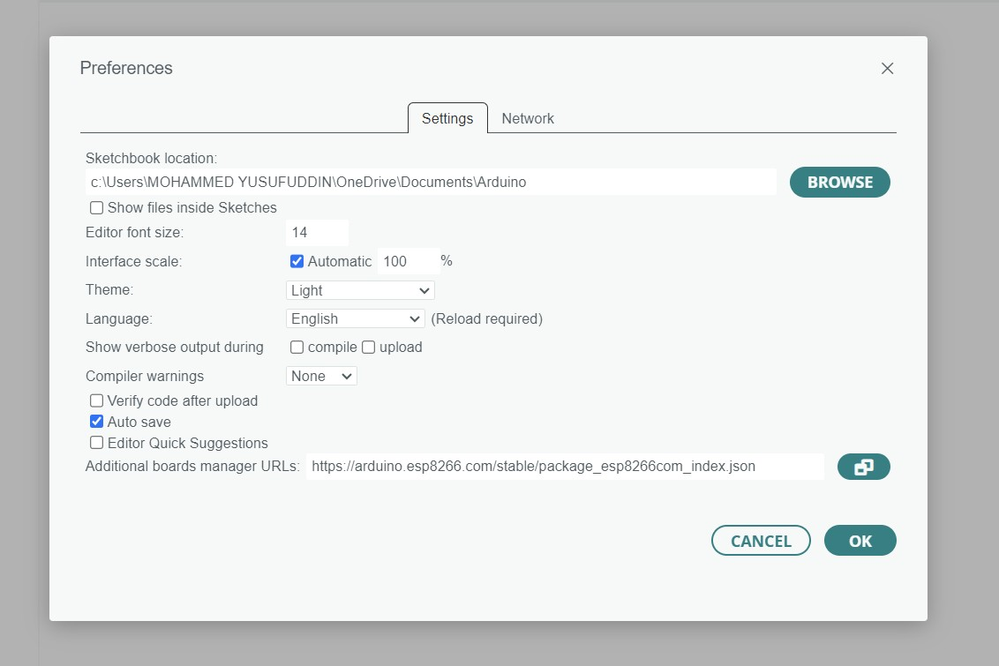 Preferences
Settings Network
Sketchbook location:
c:\Users\MOHAMMED YUSUFUDDIN\OneDrive\Documents\Arduino
BROWSE
Show files inside Sketches
Editor font size: 14
Interface scale: Automatic 100 %
Theme: Light
Language: English (Reload required)
Show verbose output during compile upload
Compiler warnings None
Verify code after upload
Auto save
Editor Quick Suggestions
Additional boards manager URLs: https://arduino.esp8266.com/stable/package_esp8266com_index.json
CANCEL OK